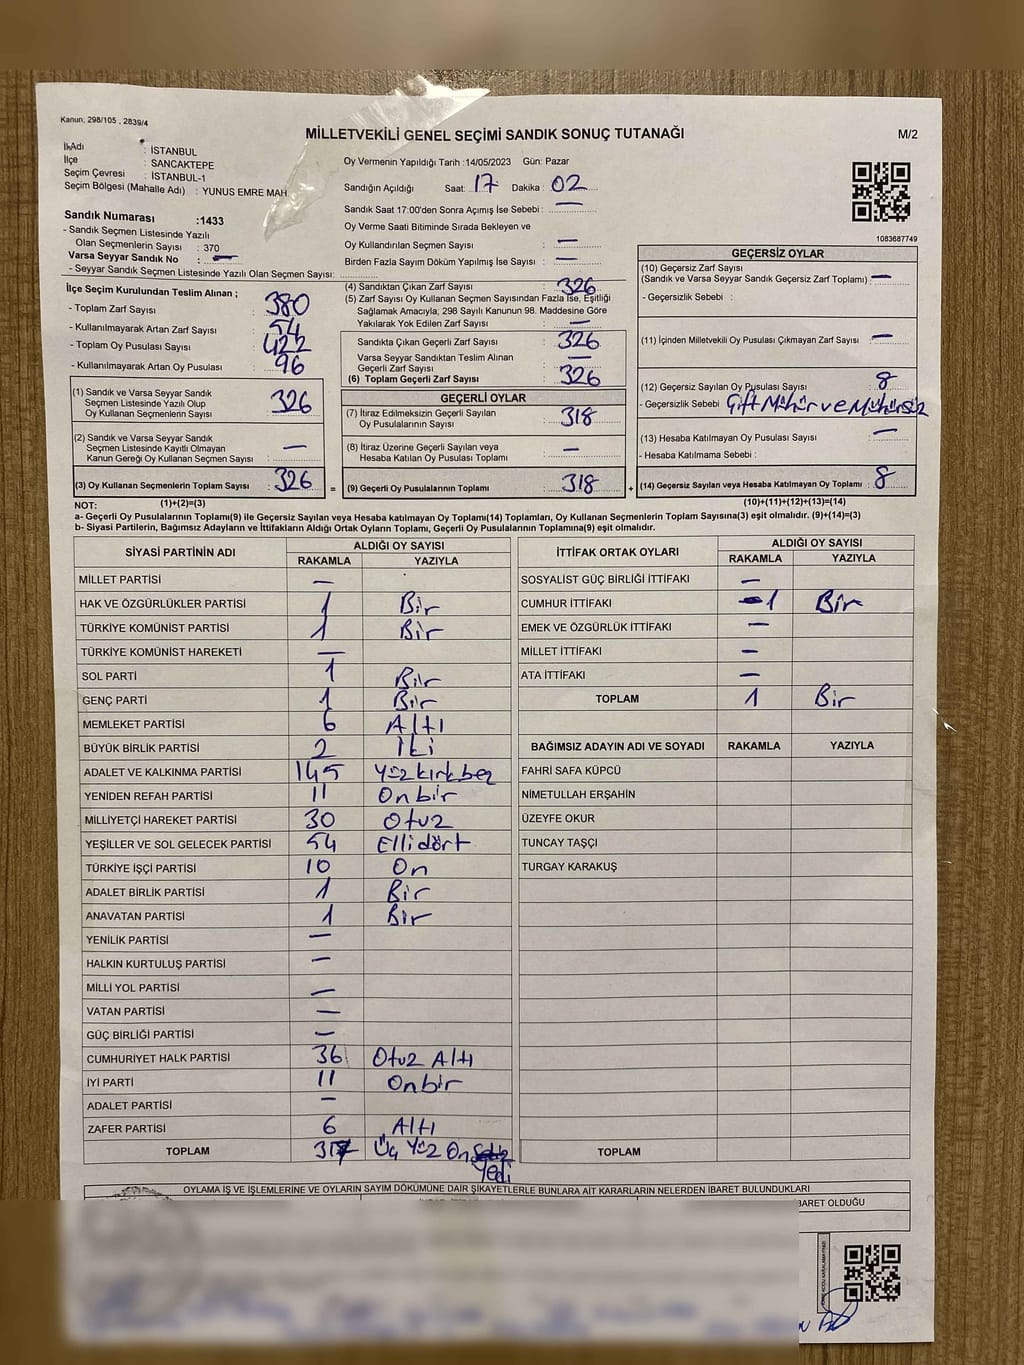 Kanun, 298/105 , 2839/4
MİLLETVEKİLİ GENEL SEÇİMİ SANDIK SONUÇ TUTANAĞI
M/2
İli Adı : İSTANBUL
İlçe : SANCAKTEPE
Seçim Çevresi : İSTANBUL-1
Seçim Bölgesi (Mahalle Adı) : YUNUS EMRE MAH.
Oy Vermenin Yapıldığı Tarih :14/05/2023 Gün: Pazar
Sandığın Açıldığı Saat: 17 Dakika : 02
Sandık Saat 17:00'den Sonra Açımış İse Sebebi : —
Oy Verme Saati Bitiminde Sırada Bekleyen ve
Oy Kullandırılan Seçmen Sayısı : —
Birden Fazla Sayım Döküm Yapılmış İse Sayısı : —
1083687749
Sandık Numarası :1433
- Sandık Seçmen Listesinde Yazılı
Olan Seçmenlerin Sayısı : 370
Varsa Seyyar Sandık No : —
- Seyyar Sandık Seçmen Listesinde Yazılı Olan Seçmen Sayısı:
İlçe Seçim Kurulundan Teslim Alınan ;
- Toplam Zarf Sayısı : 380
- Kullanılmayarak Artan Zarf Sayısı : 54
- Toplam Oy Pusulası Sayısı : 422
- Kullanılmayarak Artan Oy Pusulası : 96
(4) Sandıktan Çıkan Zarf Sayısı : 326
(5) Zarf Sayısı Oy Kullanan Seçmen Sayısından Fazla İse, Eşitliği
Sağlamak Amacıyla, 298 Sayılı Kanunun 98. Maddesine Göre
Yakılarak Yok Edilen Zarf Sayısı : —
Sandıkta Çıkan Geçerli Zarf Sayısı : 326
Varsa Seyyar Sandıktan Teslim Alınan
Geçerli Zarf Sayısı : —
(6) Toplam Geçerli Zarf Sayısı : 326
GEÇERSİZ OYLAR
(10) Geçersiz Zarf Sayısı
(Sandık ve Varsa Seyyar Sandık Geçersiz Zarf Toplamı) : —
- Geçersizlik Sebebi :
(11) İçinden Milletvekili Oy Pusulası Çıkmayan Zarf Sayısı : —
(12) Geçersiz Sayılan Oy Pusulası Sayısı : 8
- Geçersizlik Sebebi : Çift Mühür ve Mühürsüz
(13) Hesaba Katılmayan Oy Pusulası Sayısı : —
- Hesaba Katılmama Sebebi :
(1) Sandık ve Varsa Seyyar Sandık
Seçmen Listesinde Yazılı Olup
Oy Kullanan Seçmenlerin Sayısı : 326
(2) Sandık ve Varsa Seyyar Sandık
Seçmen Listesinde Kayıtlı Olmayan
Kanun Gereği Oy Kullanan Seçmen Sayısı : —
GEÇERLİ OYLAR
(7) İtiraz Edilmeksizin Geçerli Sayılan
Oy Pusulalarının Sayısı : 318
(8) İtiraz Üzerine Geçerli Sayılan veya
Hesaba Katılan Oy Pusulası Toplamı : —
(3) Oy Kullanan Seçmenlerin Toplam Sayısı : 326 = (9) Geçerli Oy Pusulalarının Toplamı : 318 + (14) Geçersiz Sayılan veya Hesaba Katılmayan Oy Toplamı : 8
NOT: (1)+(2)=(3) (10)+(11)+(12)+(13)=(14)
a- Geçerli Oy Pusulalarının Toplamı(9) ile Geçersiz Sayılan veya Hesaba katılmayan Oy Toplamı(14) Toplamları, Oy Kullanan Seçmenlerin Toplam Sayısına(3) eşit olmalıdır. (9)+(14)=(3)
b- Siyasi Partilerin, Bağımsız Adayların ve İttifakların Aldığı Oyların Toplamı, Geçerli Oy Pusulalarının Toplamına(9) eşit olmalıdır.
SİYASİ PARTİNİN ADI ALDIĞI OY SAYISI
RAKAMLA YAZIYLA
MİLLET PARTİSİ —
HAK VE ÖZGÜRLÜKLER PARTİSİ 1 Bir
TÜRKİYE KOMÜNİST PARTİSİ 1 Bir
TÜRKİYE KOMÜNİST HAREKETİ —
SOL PARTİ 1 Bir
GENÇ PARTİ 1 Bir
MEMLEKET PARTİSİ 6 Altı
BÜYÜK BİRLİK PARTİSİ 2 İki
ADALET VE KALKINMA PARTİSİ 145 Yüzkırkbeş
YENİDEN REFAH PARTİSİ 11 Onbir
MİLLİYETÇİ HAREKET PARTİSİ 30 Otuz
YEŞİLLER VE SOL GELECEK PARTİSİ 54 Ellidört
TÜRKİYE İŞÇİ PARTİSİ 10 On
ADALET BİRLİK PARTİSİ 1 Bir
ANAVATAN PARTİSİ 1 Bir
YENİLİK PARTİSİ —
HALKIN KURTULUŞ PARTİSİ —
MİLLİ YOL PARTİSİ —
VATAN PARTİSİ —
GÜÇ BİRLİĞİ PARTİSİ —
CUMHURİYET HALK PARTİSİ 36 Otuz Altı
İYİ PARTİ 11 Onbir
ADALET PARTİSİ —
ZAFER PARTİSİ 6 Altı
TOPLAM 317 Üç Yüz On
Yedi
İTTİFAK ORTAK OYLARI ALDIĞI OY SAYISI
RAKAMLA YAZIYLA
SOSYALİST GÜÇ BİRLİĞİ İTTİFAKI —
CUMHUR İTTİFAKI 1 Bir
EMEK VE ÖZGÜRLÜK İTTİFAKI —
MİLLET İTTİFAKI —
ATA İTTİFAKI —
TOPLAM 1 Bir
BAĞIMSIZ ADAYIN ADI VE SOYADI RAKAMLA YAZIYLA
FAHRİ SAFA KÜPCÜ
NİMETULLAH ERŞAHİN
ÜZEYFE OKUR
TUNCAY TAŞÇI
TURGAY KARAKUŞ
TOPLAM
OYLAMA İŞ VE İŞLEMLERİNE VE OYLARIN SAYIM DÖKÜMÜNE DAİR ŞİKAYETLERLE BUNLARA AİT KARARLARIN NELERDEN İBARET BULUNDUKLARI
İBARET OLDUĞU